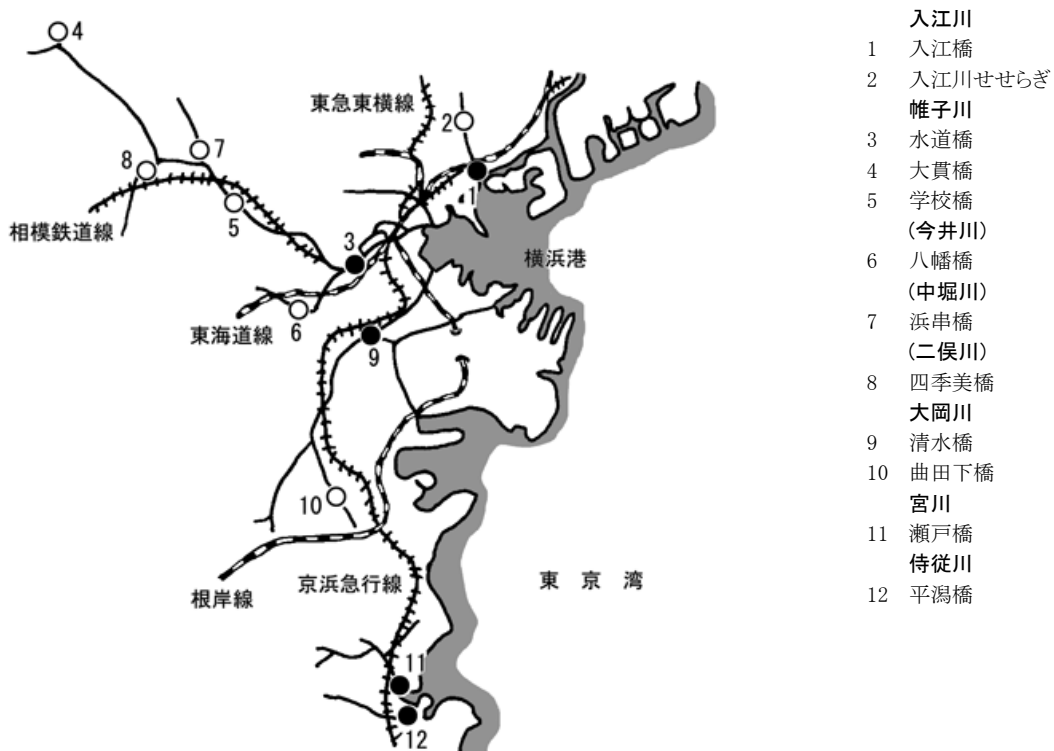 4
東急東横線
2
7
8
1
相模鉄道線
5
3
横浜港
東海道線
6
9
10
京浜急行線
東 京 湾
根岸線
11
12
入江川
1 入江橋
2 入江川せせらぎ
帷子川
3 水道橋
4 大貫橋
5 学校橋
(今井川)
6 八幡橋
(中堀川)
7 浜串橋
(二俣川)
8 四季美橋
大岡川
9 清水橋
10 曲田下橋
宮川
11 瀬戸橋
侍従川
12 平潟橋